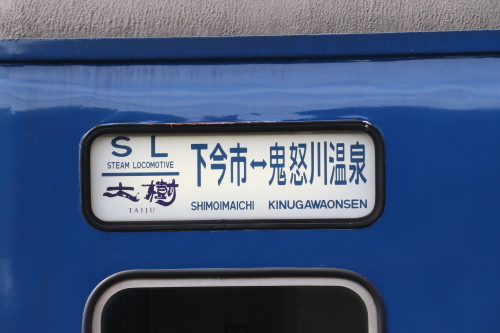 SL
STEAM LOCOMOTIVE
大樹
TAIJU
下今市↔鬼怒川温泉
SHIMOIMAICHI KINUGAWAONSEN